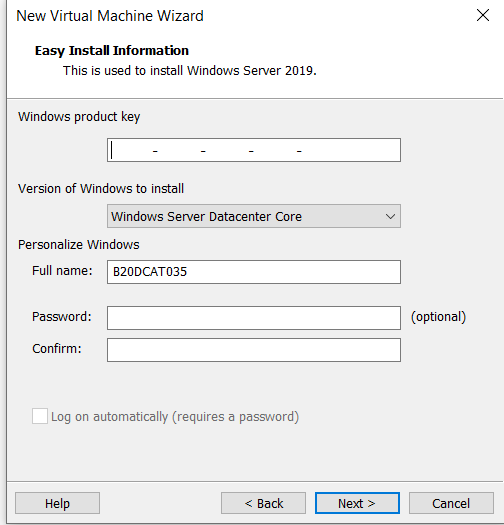 New Virtual Machine Wizard
Easy Install Information
This is used to install Windows Server 2019.
Windows product key
- - - -
Version of Windows to install
Windows Server Datacenter Core
Personalize Windows
Full name: B20DCAT035
Password: (optional)
Confirm:
Log on automatically (requires a password)
Help < Back Next > Cancel